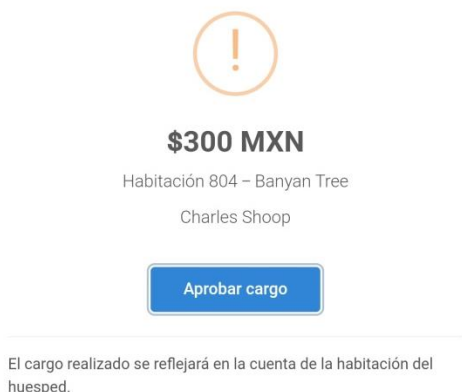 !
$300 MXN
Habitación 804 – Banyan Tree
Charles Shoop
Aprobar cargo
El cargo realizado se reflejará en la cuenta de la habitación del
huesped.